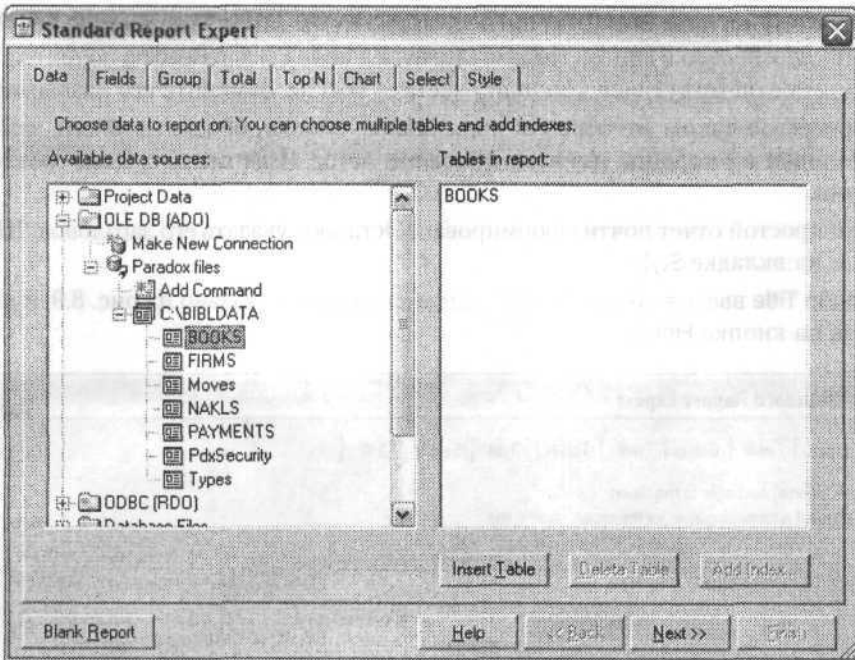 Standard Report Expert
Data Fields Group Total Top N Chart Select Style
Choose data to report on. You can choose multiple tables and add indexes.
Available data sources:
Tables in report:
Project Data
OLE DB (ADO)
Make New Connection
Paradox files
Add Command
C:\BIBLDATA
BOOKS
FIRMS
Moves
NAKLS
PAYMENTS
PdxSecurity
Types
ODBC (RDO)
Database Files
BOOKS
Insert Table Delete Table Add Index...
Blank Report Help << Back Next >> Finish